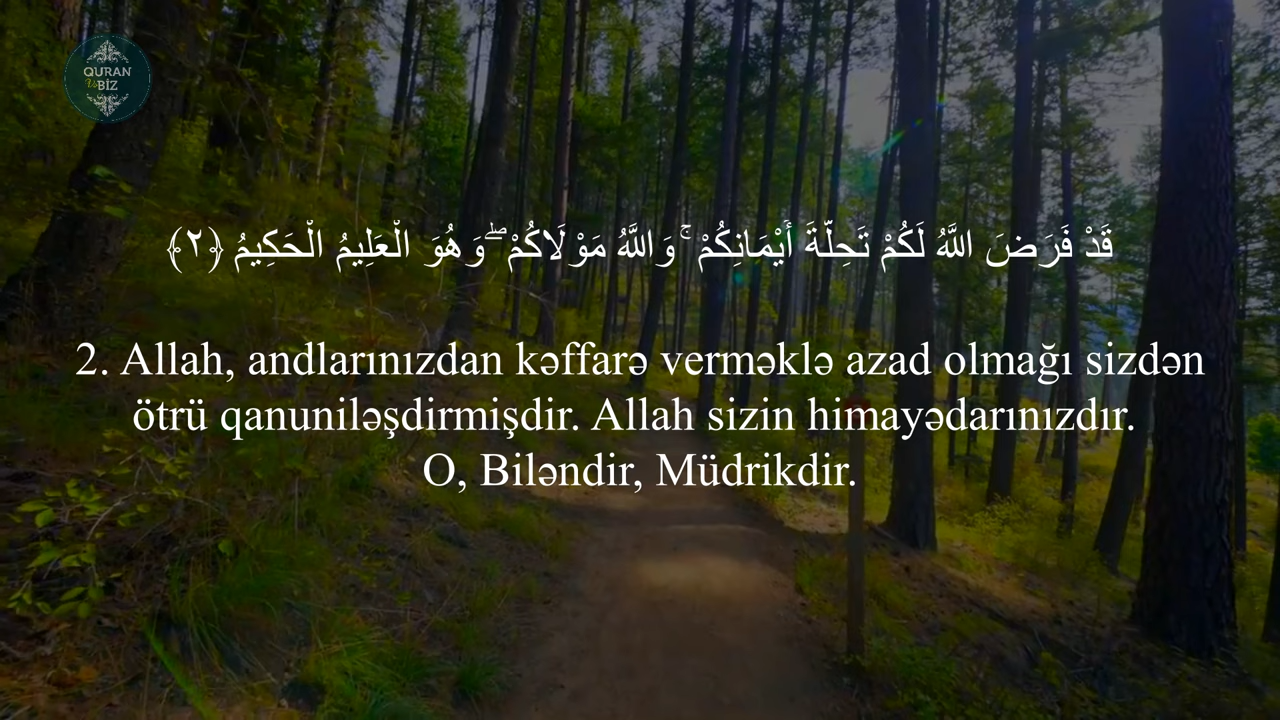 QURAN
Və BİZ
قَدْ فَرَضَ اللَّهُ لَكُمْ تَحِلَّةَ أَيْمَانِكُمْ ۚ وَاللَّهُ مَوْلَاكُمْ ۖ وَهُوَ الْعَلِيمُ الْحَكِيمُ ﴿٢﴾
2. Allah, andlarınızdan kəffarə verməklə azad olmağı sizdən
ötrü qanuniləşdirmişdir. Allah sizin himayədarınızdır.
O, Biləndir, Müdrikdir.